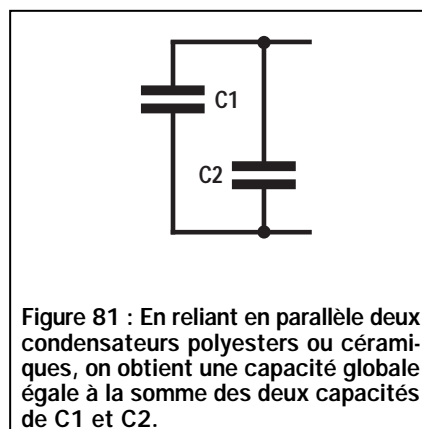 C1
C2
Figure 81 : En reliant en parallèle deux
condensateurs polyesters ou cérami-
ques, on obtient une capacité globale
égale à la somme des deux capacités
de C1 et C2.